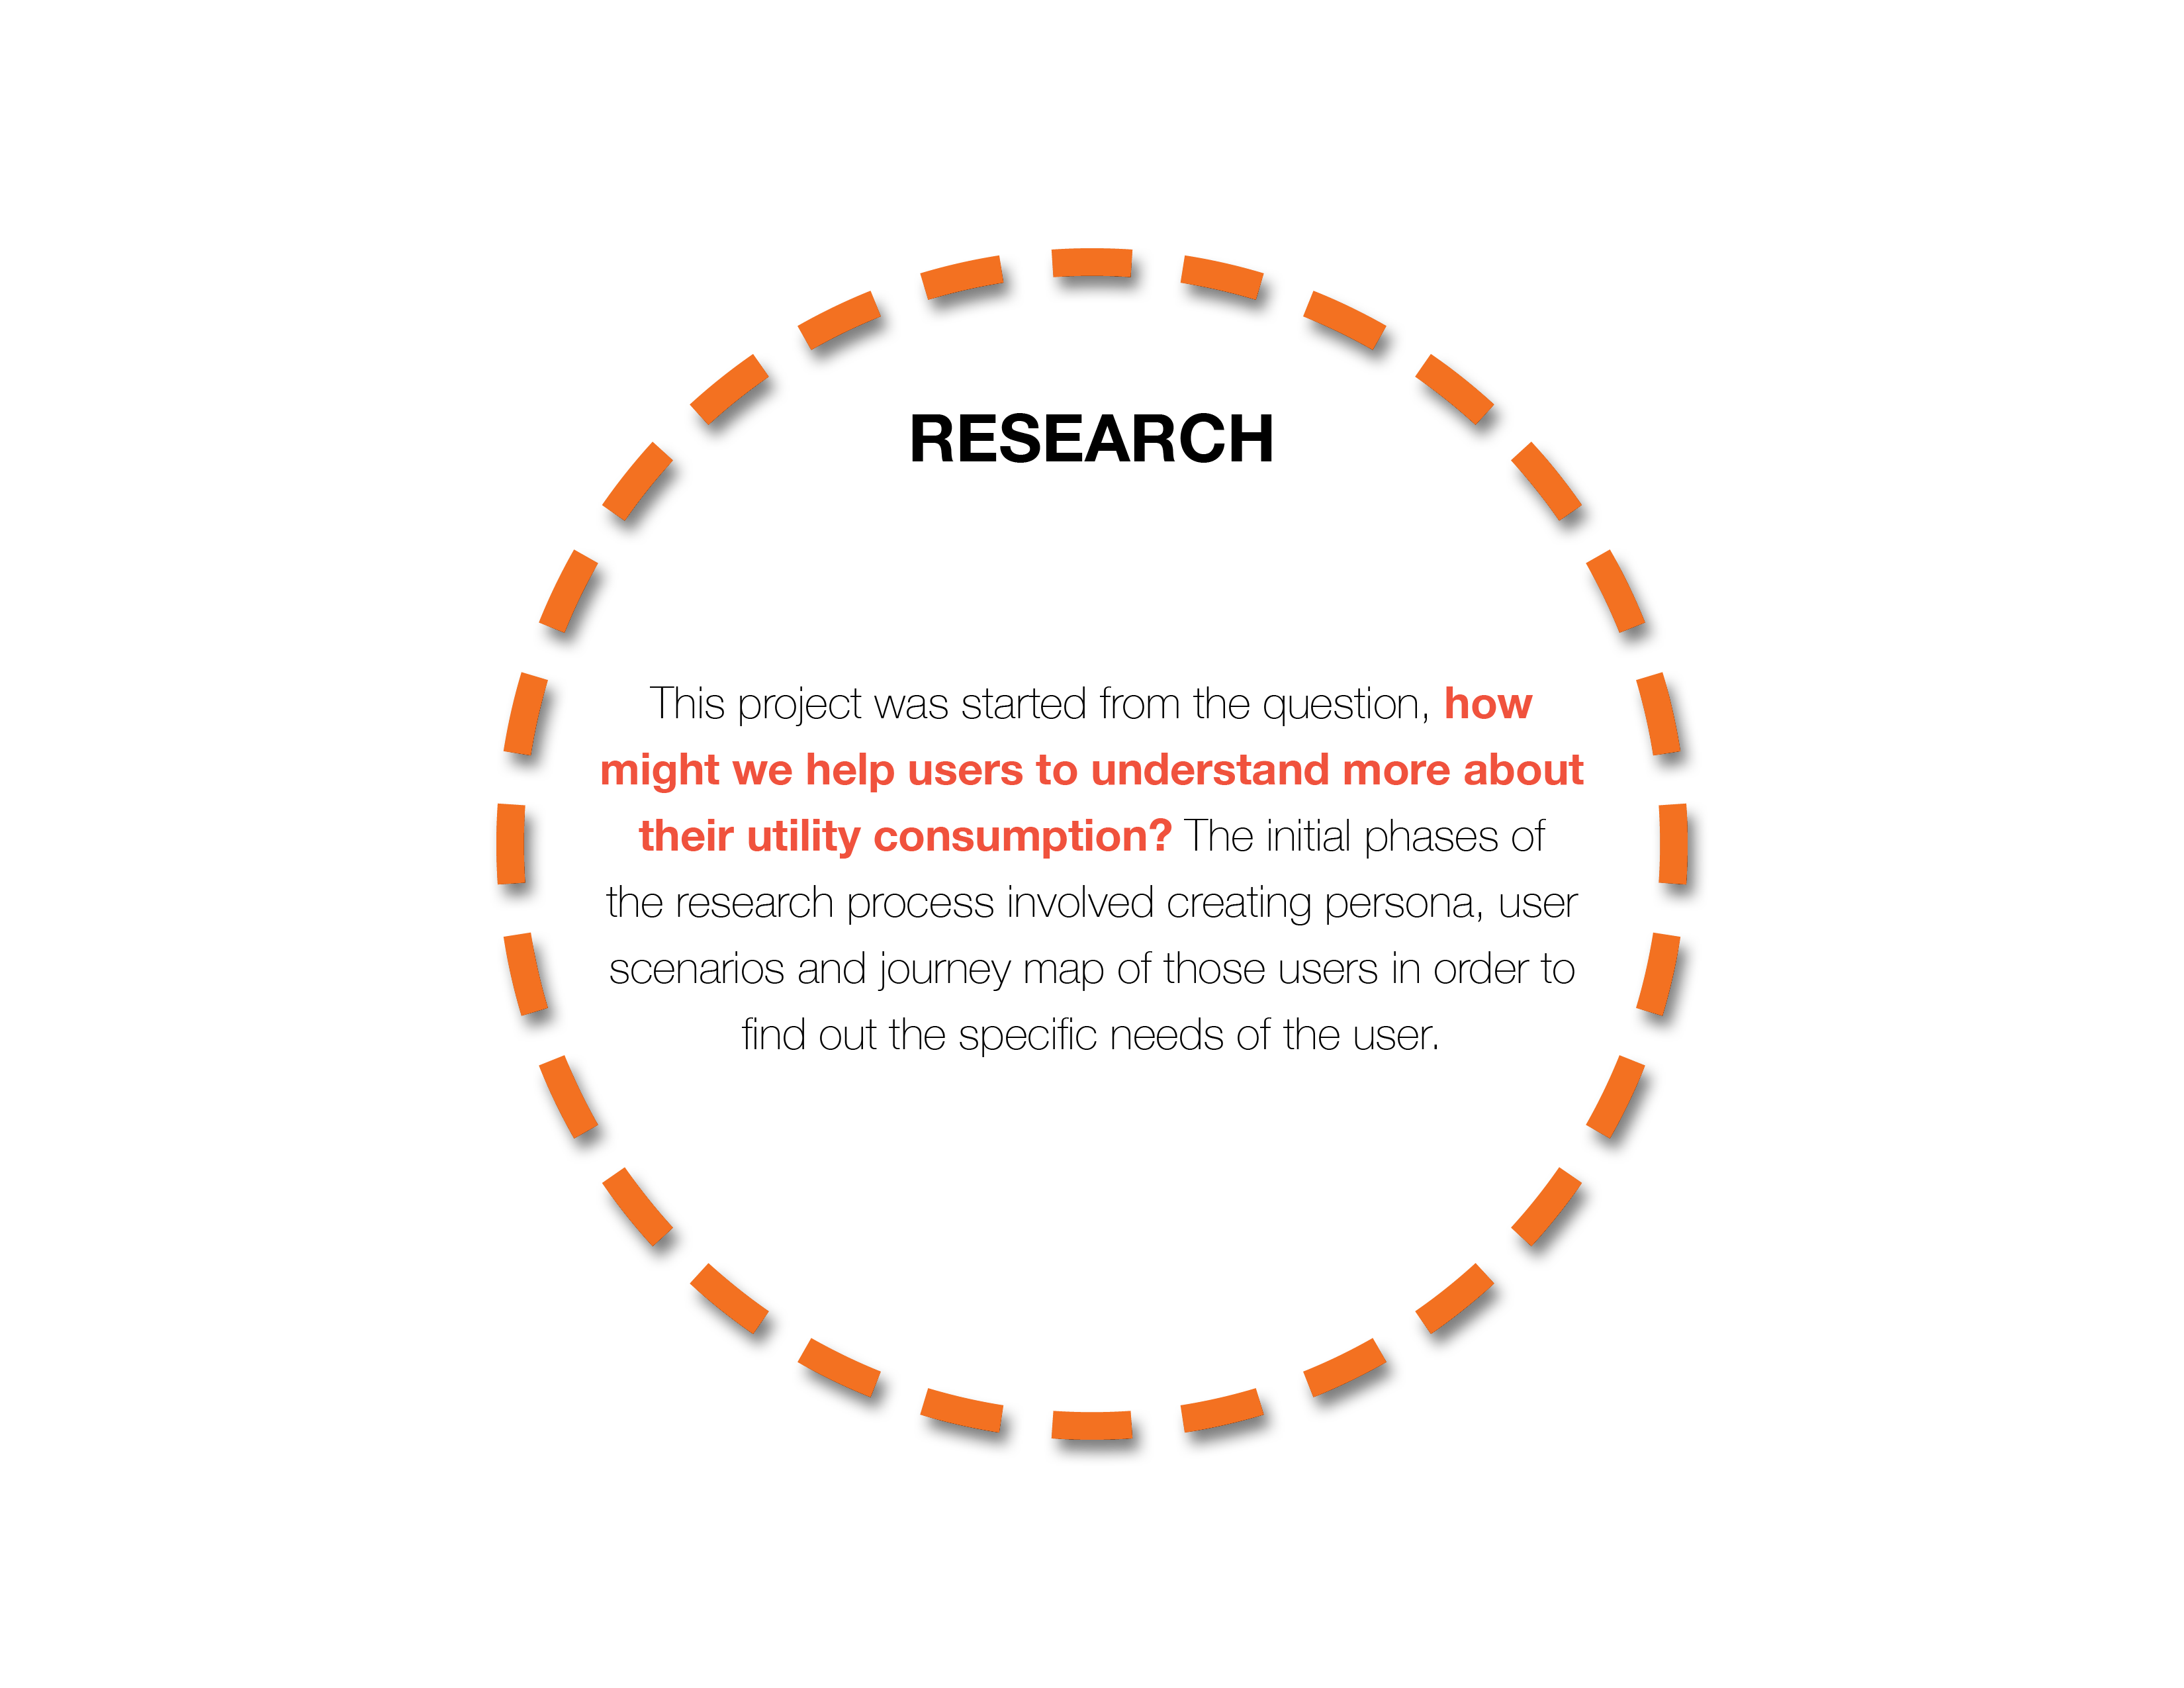 RESEARCH
This project was started from the question, how
might we help users to understand more about
their utility consumption? The initial phases of
the research process involved creating persona, user
scenarios and journey map of those users in order to
find out the specific needs of the user.